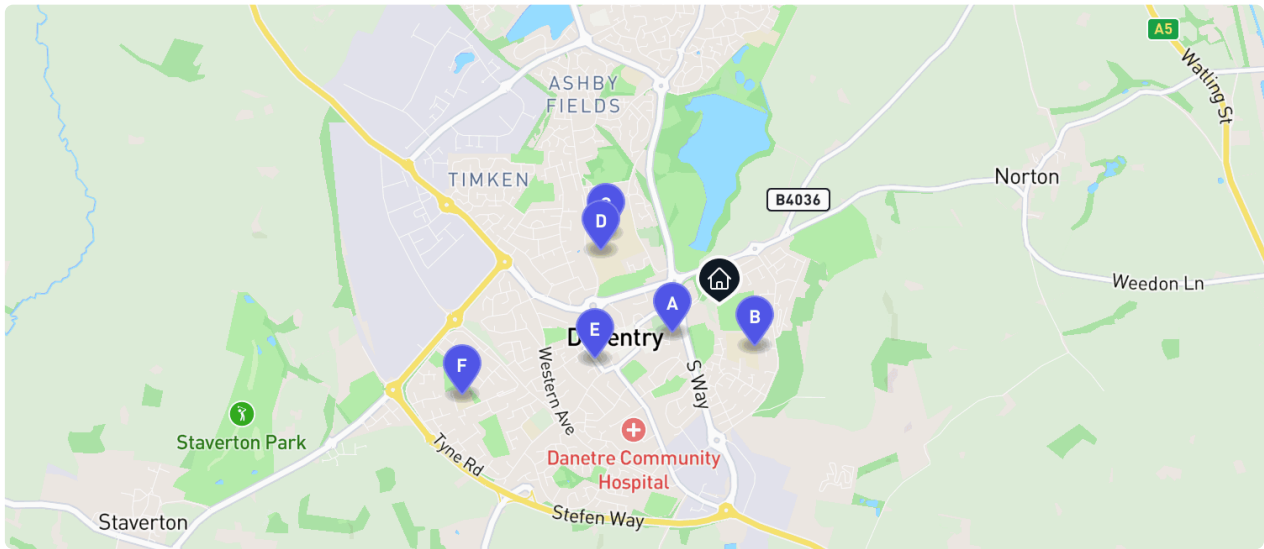 A5
Watling St
ASHBY
FIELDS
TIMKEN
Norton
B4036
D
Weedon Ln
A
B
E
F
Western Ave
S Way
Staverton Park
Tyne Rd
Danetre Community
Hospital
Staverton
Stefen Way